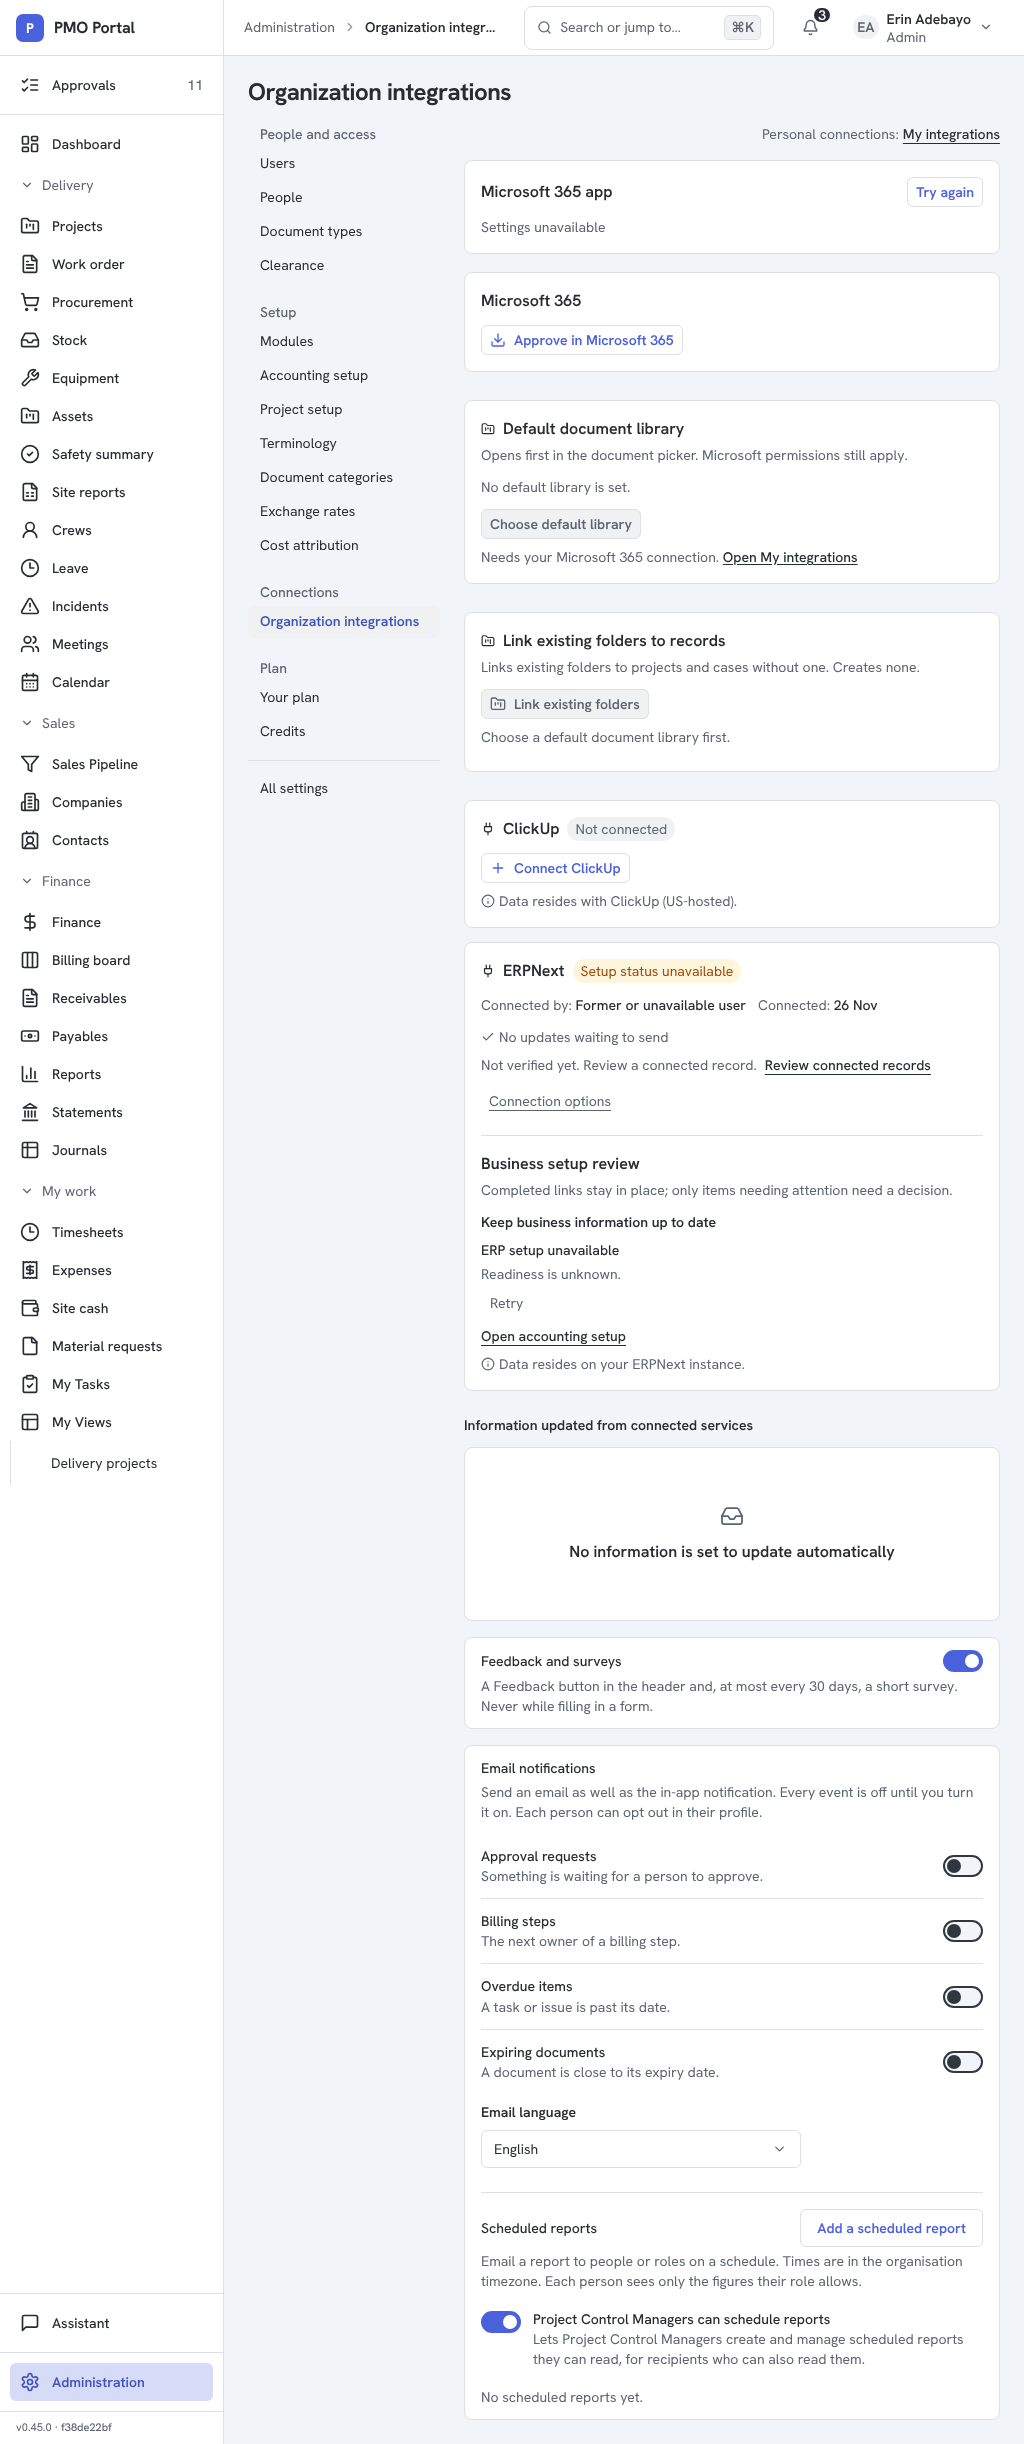 P PMO Portal
Administration > Organization integr...
Search or jump to... ⌘K
3
EA Erin Adebayo
Admin
Approvals 11
Dashboard
Delivery
Projects
Work order
Procurement
Stock
Equipment
Assets
Safety summary
Site reports
Crews
Leave
Incidents
Meetings
Calendar
Sales
Sales Pipeline
Companies
Contacts
Finance
Finance
Billing board
Receivables
Payables
Reports
Statements
Journals
My work
Timesheets
Expenses
Site cash
Material requests
My Tasks
My Views
Delivery projects
Assistant
Administration
v0.45.0 · f38de22bf
Organization integrations
People and access
Users
People
Document types
Clearance
Setup
Modules
Accounting setup
Project setup
Terminology
Document categories
Exchange rates
Cost attribution
Connections
Organization integrations
Plan
Your plan
Credits
All settings
Personal connections: My integrations
Microsoft 365 app
Try again
Settings unavailable
Microsoft 365
Approve in Microsoft 365
Default document library
Opens first in the document picker. Microsoft permissions still apply.
No default library is set.
Choose default library
Needs your Microsoft 365 connection. Open My integrations
Link existing folders to records
Links existing folders to projects and cases without one. Creates none.
Link existing folders
Choose a default document library first.
ClickUp Not connected
Connect ClickUp
Data resides with ClickUp (US-hosted).
ERPNext Setup status unavailable
Connected by: Former or unavailable user Connected: 26 Nov
No updates waiting to send
Not verified yet. Review a connected record. Review connected records
Connection options
Business setup review
Completed links stay in place; only items needing attention need a decision.
Keep business information up to date
ERP setup unavailable
Readiness is unknown.
Retry
Open accounting setup
Data resides on your ERPNext instance.
Information updated from connected services
No information is set to update automatically
Feedback and surveys
A Feedback button in the header and, at most every 30 days, a short survey.
Never while filling in a form.
Email notifications
Send an email as well as the in-app notification. Every event is off until you turn
it on. Each person can opt out in their profile.
Approval requests
Something is waiting for a person to approve.
Billing steps
The next owner of a billing step.
Overdue items
A task or issue is past its date.
Expiring documents
A document is close to its expiry date.
Email language
English
Scheduled reports
Add a scheduled report
Email a report to people or roles on a schedule. Times are in the organisation
timezone. Each person sees only the figures their role allows.
Project Control Managers can schedule reports
Lets Project Control Managers create and manage scheduled reports
they can read, for recipients who can also read them.
No scheduled reports yet.